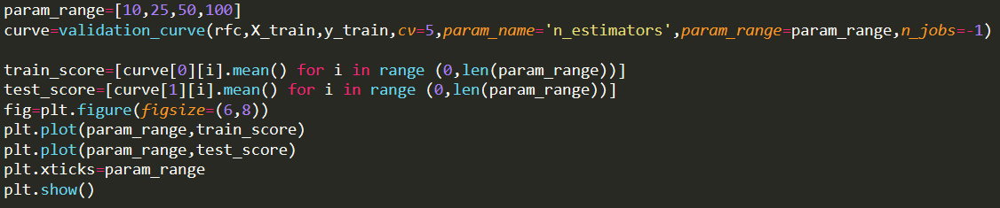 param_range=[10,25,50,100]
curve=validation_curve(rfc,X_train,y_train,cv=5,param_name='n_estimators',param_range=param_range,n_jobs=-1)
train_score=[curve[0][i].mean() for i in range (0,len(param_range))]
test_score=[curve[1][i].mean() for i in range (0,len(param_range))]
fig=plt.figure(figsize=(6,8))
plt.plot(param_range,train_score)
plt.plot(param_range,test_score)
plt.xticks=param_range
plt.show()